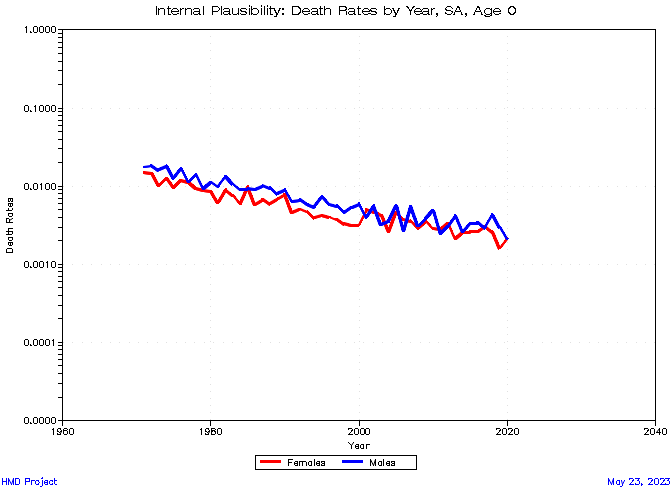 Internal Plausibility: Death Rates by Year, SA, Age 0
1.0000
0.1000
0.0100
0.0010
0.0001
0.0000
Death Rates
1960 1980 2000 2020 2040
Year
Females Males
HMD Project May 23, 2023